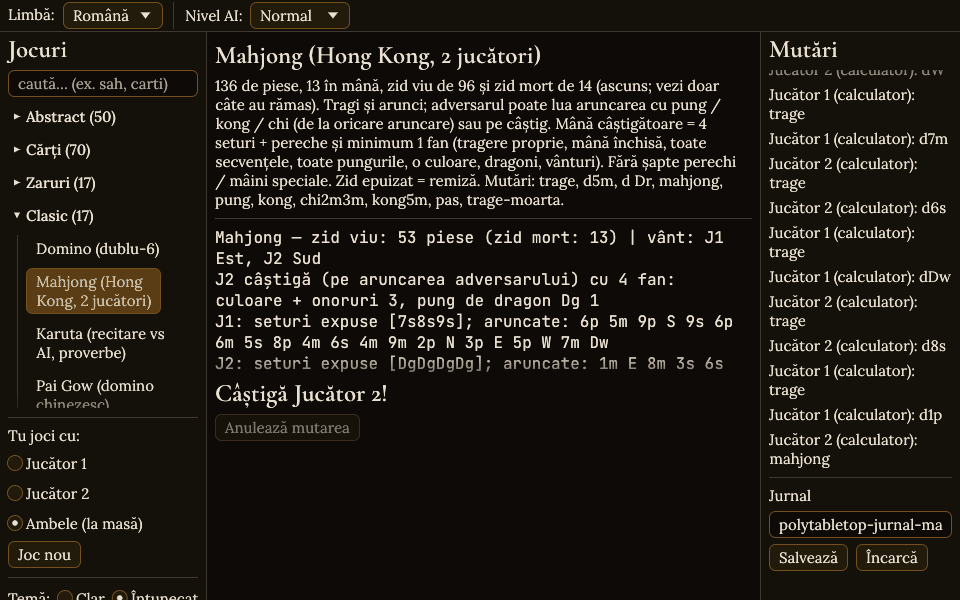 Limbă:
Română ▼
Nivel AI:
Normal ▼
Jocuri
caută... (ex. sah, carti)
▸ Abstract (50)
▸ Cărți (70)
▸ Zaruri (17)
▾ Clasic (17)
Domino (dublu-6)
Mahjong (Hong
Kong, 2 jucători)
Karuta (recitare vs
AI, proverbe)
Pai Gow (domino
chinezesc)
Tu joci cu:
Jucător 1
Jucător 2
Ambele (la masă)
Joc nou
Temă:
Clar
Întunecat
Mahjong (Hong Kong, 2 jucători)
136 de piese, 13 în mână, zid viu de 96 și zid mort de 14 (ascuns; vezi doar
câte au rămas). Tragi și arunci; adversarul poate lua aruncarea cu pung /
kong / chi (de la oricare aruncare) sau pe câștig. Mână câștigătoare = 4
seturi + pereche și minimum 1 fan (tragere proprie, mână închisă, toate
secvențele, toate pungurile, o culoare, dragoni, vânturi). Fără șapte perechi
/ mâini speciale. Zid epuizat = remiză. Mutări: trage, d5m, d Dr, mahjong,
pung, kong, chi2m3m, kong5m, pas, trage-moarta.
Mahjong — zid viu: 53 piese (zid mort: 13) | vânt: J1
Est, J2 Sud
J2 câștigă (pe aruncarea adversarului) cu 4 fan:
culoare + onoruri 3, pung de dragon Dg 1
J1: seturi expuse [7s8s9s]; aruncate: 6p 5m 9p S 9s 6p
6m 5s 8p 4m 6s 4m 9m 2p N 3p E 5p W 7m Dw
J2: seturi expuse [DgDgDgDg]; aruncate: 1m E 8m 3s 6s
Câștigă Jucător 2!
Anulează mutarea
Mutări
Jucător 2 (calculator): dW
Jucător 1 (calculator):
trage
Jucător 1 (calculator): d7m
Jucător 2 (calculator):
trage
Jucător 2 (calculator): d6s
Jucător 1 (calculator):
trage
Jucător 1 (calculator): dDw
Jucător 2 (calculator):
trage
Jucător 2 (calculator): d8s
Jucător 1 (calculator):
trage
Jucător 1 (calculator): d1p
Jucător 2 (calculator):
mahjong
Jurnal
polytabletop-jurnal-ma
Salvează
Încarcă